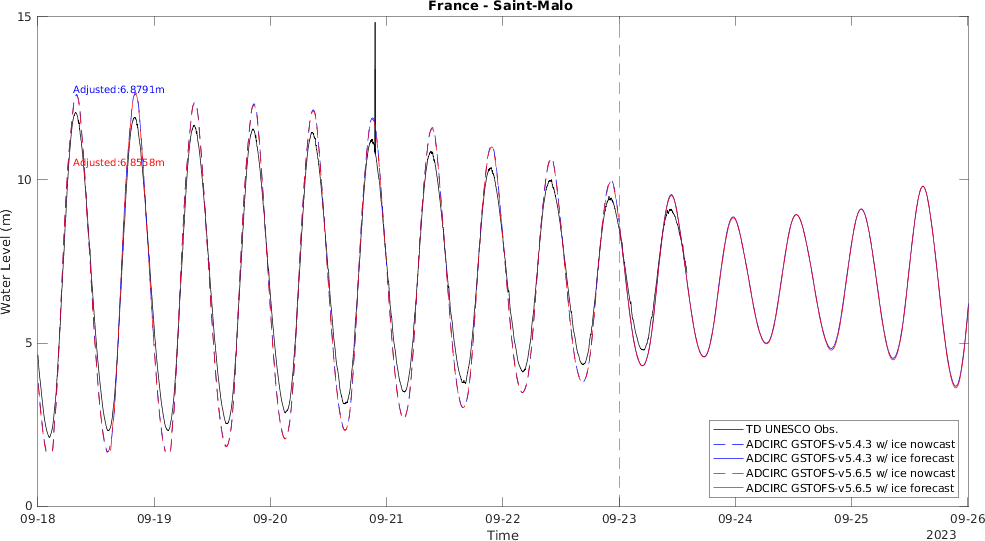 France - Saint-Malo
15
Adjusted:6.8791m
Adjusted:6.8558m
10
Water Level (m)
5
0
TD UNESCO Obs.
ADCIRC GSTOFS-v5.4.3 w/ ice nowcast
ADCIRC GSTOFS-v5.4.3 w/ ice forecast
ADCIRC GSTOFS-v5.6.5 w/ ice nowcast
ADCIRC GSTOFS-v5.6.5 w/ ice forecast
09-18 09-19 09-20 09-21 09-22 09-23 09-24 09-25 09-26
Time
2023